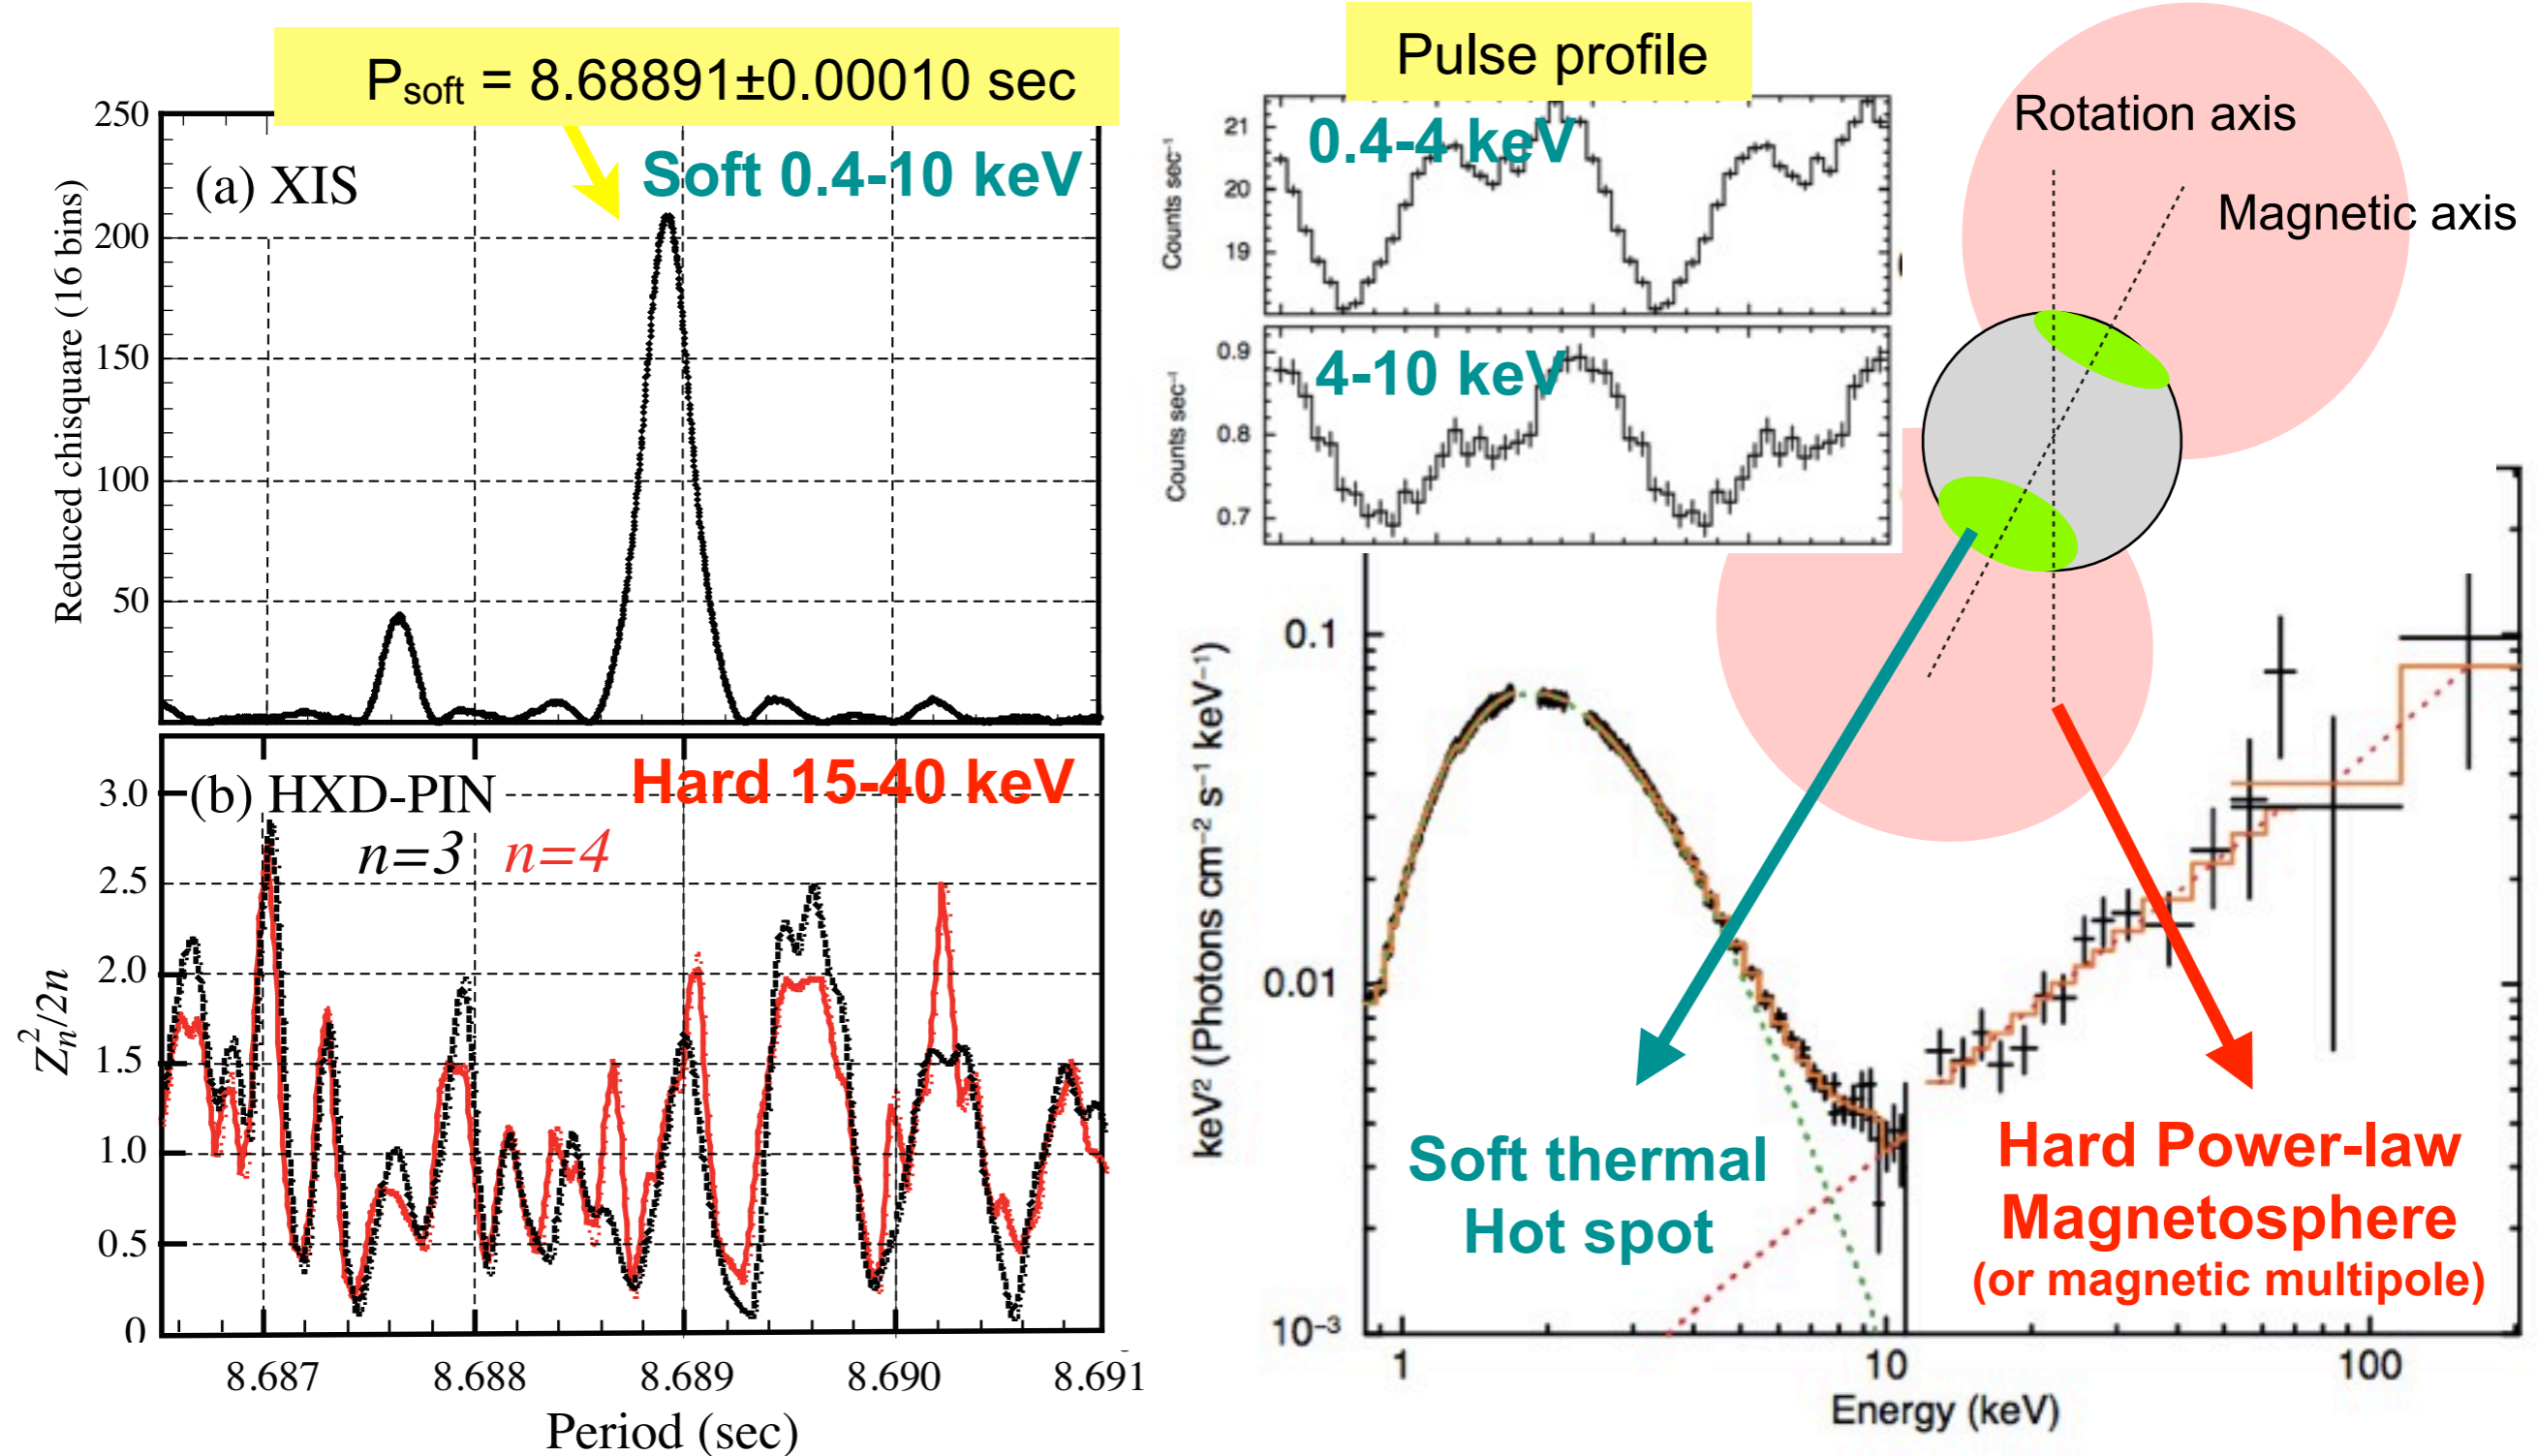 P_soft = 8.68891±0.00010 sec
250
200
150
100
50
Reduced chisquare (16 bins)
(a) XIS
Soft 0.4-10 keV
(b) HXD-PIN
Hard 15-40 keV
n=3 n=4
3.0
2.5
2.0
1.5
1.0
0.5
0
Z_n^2/2n
8.687 8.688 8.689 8.690 8.691
Period (sec)
Pulse profile
0.4-4 keV
21
20
19
Counts sec⁻¹
4-10 keV
0.9
0.8
0.7
Counts sec⁻¹
Rotation axis
Magnetic axis
0.1
0.01
10⁻³
keV² (Photons cm⁻² s⁻¹ keV⁻¹)
Soft thermal
Hot spot
Hard Power-law
Magnetosphere
(or magnetic multipole)
1 10 100
Energy (keV)